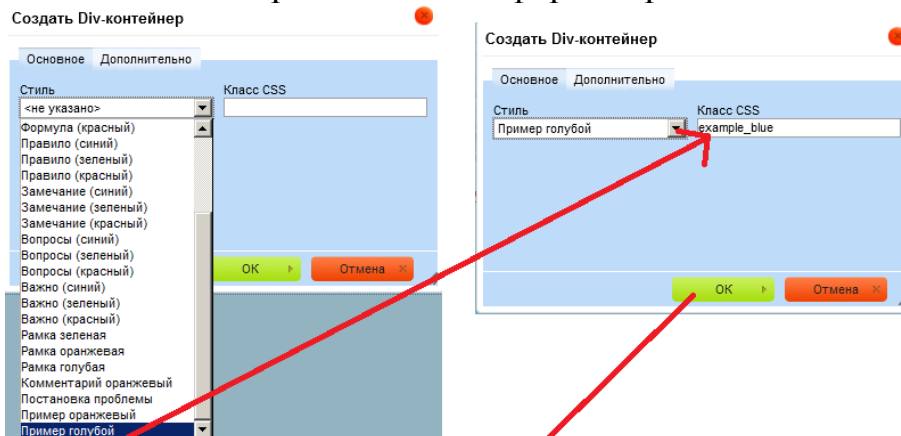 Создать Div-контейнер
Основное Дополнительно
Стиль Класс CSS
<не указано>
Формула (красный)
Правило (синий)
Правило (зеленый)
Правило (красный)
Замечание (синий)
Замечание (зеленый)
Замечание (красный)
Вопросы (синий)
Вопросы (зеленый)
Вопросы (красный)
Важно (синий)
Важно (зеленый)
Важно (красный)
Рамка зеленая
Рамка оранжевая
Рамка голубая
Комментарий оранжевый
Постановка проблемы
Пример оранжевый
Пример голубой
ОК Отмена
Создать Div-контейнер
Основное Дополнительно
Стиль Класс CSS
Пример голубой example_blue
ОК Отмена